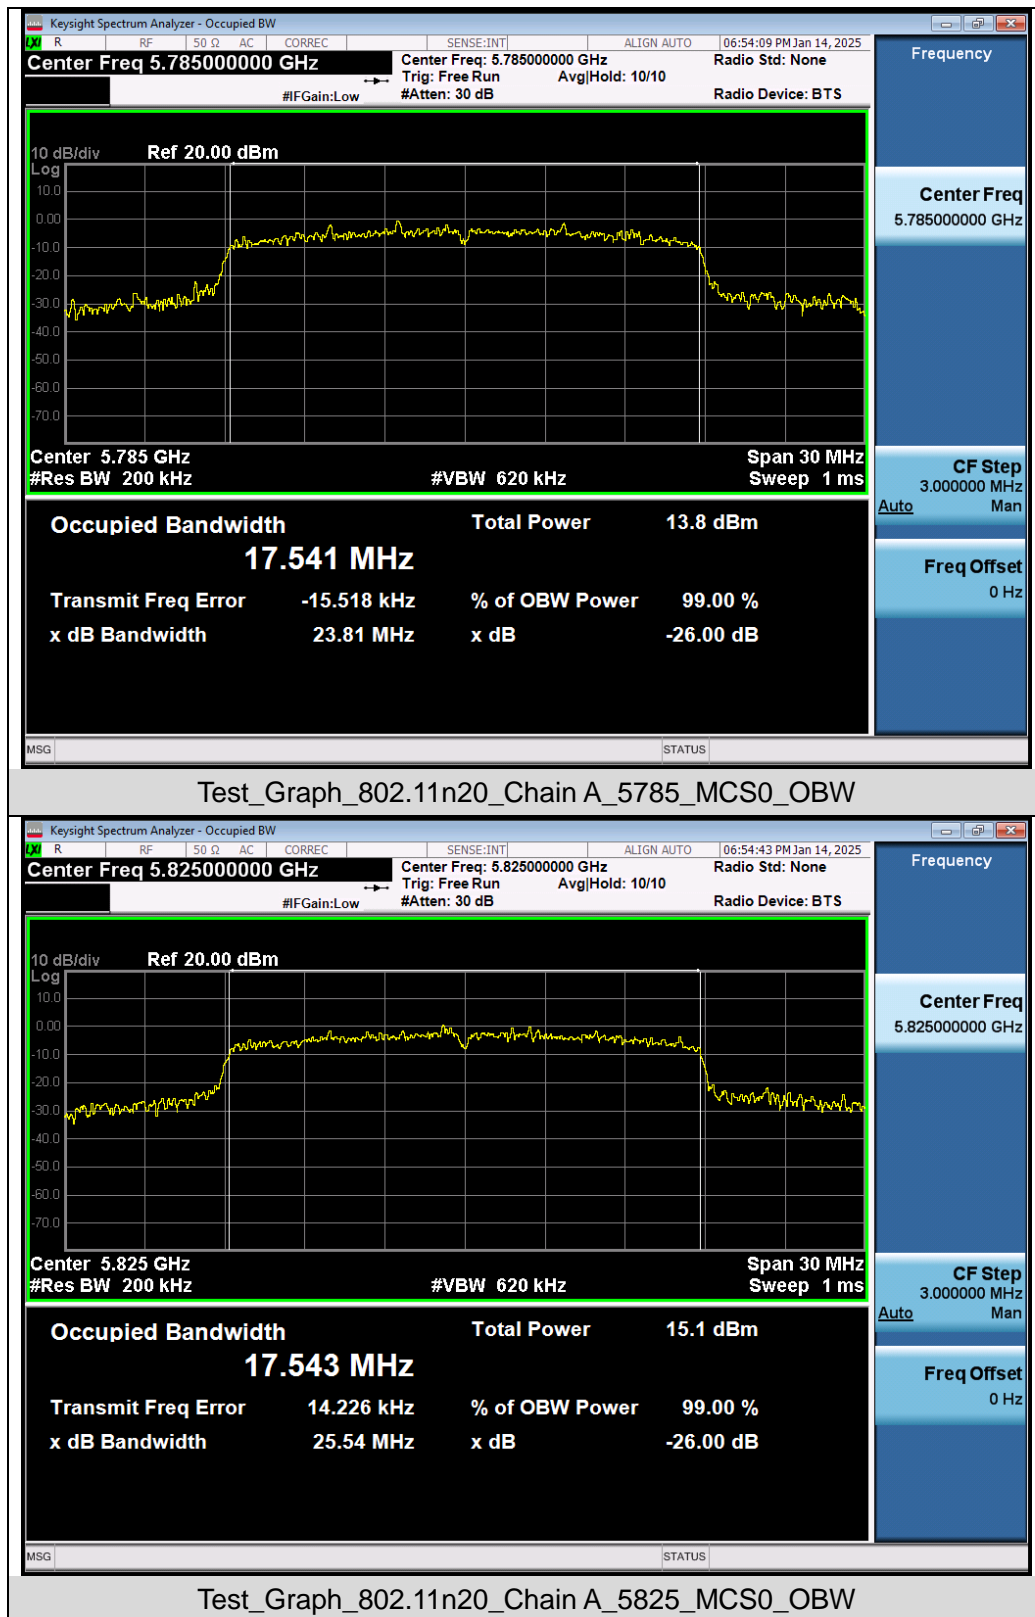 Keysight Spectrum Analyzer - Occupied BW
LXI R RF 50 Ω AC CORREC SENSE:INT ALIGN AUTO 06:54:09 PM Jan 14, 2025
Center Freq 5.785000000 GHz
Center Freq: 5.785000000 GHz Radio Std: None
Trig: Free Run Avg|Hold: 10/10
#IFGain:Low #Atten: 30 dB Radio Device: BTS
Frequency
10 dB/div Ref 20.00 dBm
Log
10.0
0.00
-10.0
-20.0
-30.0
-40.0
-50.0
-60.0
-70.0
Center 5.785 GHz Span 30 MHz
#Res BW 200 kHz #VBW 620 kHz Sweep 1 ms
Center Freq
5.785000000 GHz
CF Step
3.000000 MHz
Auto Man
Freq Offset
0 Hz
Occupied Bandwidth Total Power 13.8 dBm
17.541 MHz
Transmit Freq Error -15.518 kHz % of OBW Power 99.00 %
x dB Bandwidth 23.81 MHz x dB -26.00 dB
MSG STATUS
Test_Graph_802.11n20_Chain A_5785_MCS0_OBW
Keysight Spectrum Analyzer - Occupied BW
LXI R RF 50 Ω AC CORREC SENSE:INT ALIGN AUTO 06:54:43 PM Jan 14, 2025
Center Freq 5.825000000 GHz
Center Freq: 5.825000000 GHz Radio Std: None
Trig: Free Run Avg|Hold: 10/10
#IFGain:Low #Atten: 30 dB Radio Device: BTS
Frequency
10 dB/div Ref 20.00 dBm
Log
10.0
0.00
-10.0
-20.0
-30.0
-40.0
-50.0
-60.0
-70.0
Center 5.825 GHz Span 30 MHz
#Res BW 200 kHz #VBW 620 kHz Sweep 1 ms
Center Freq
5.825000000 GHz
CF Step
3.000000 MHz
Auto Man
Freq Offset
0 Hz
Occupied Bandwidth Total Power 15.1 dBm
17.543 MHz
Transmit Freq Error 14.226 kHz % of OBW Power 99.00 %
x dB Bandwidth 25.54 MHz x dB -26.00 dB
MSG STATUS
Test_Graph_802.11n20_Chain A_5825_MCS0_OBW